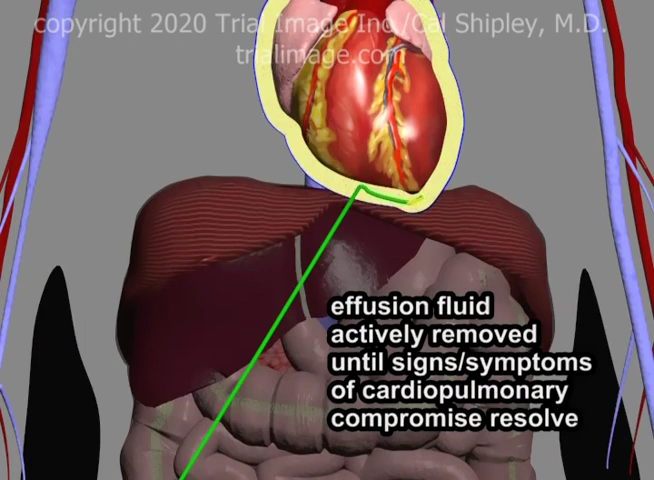 copyright 2020 Trial Image Inc./Cal Shipley, M.D.
trialimage.com
effusion fluid
actively removed
until signs/symptoms
of cardiopulmonary
compromise resolve